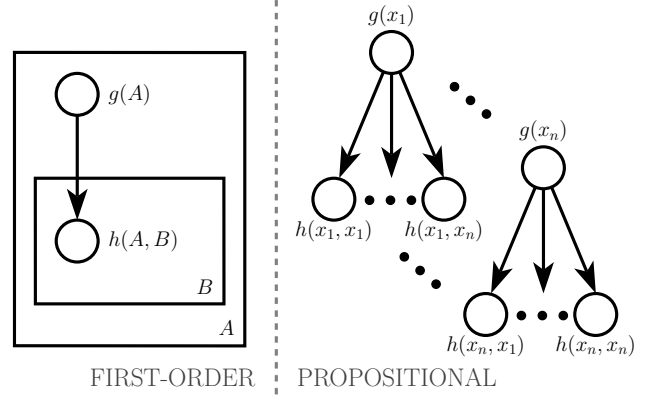 g(A)
h(A, B)
B
A
FIRST-ORDER
g(x₁)
g(xₙ)
h(x₁, x₁)
h(x₁, xₙ)
h(xₙ, x₁)
h(xₙ, xₙ)
PROPOSITIONAL